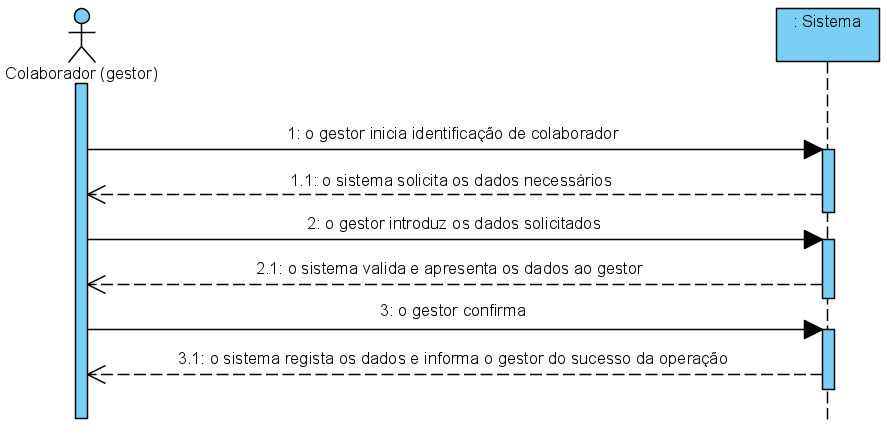 : Sistema
Colaborador (gestor)
1: o gestor inicia identificação de colaborador
1.1: o sistema solicita os dados necessários
2: o gestor introduz os dados solicitados
2.1: o sistema valida e apresenta os dados ao gestor
3: o gestor confirma
3.1: o sistema regista os dados e informa o gestor do sucesso da operação